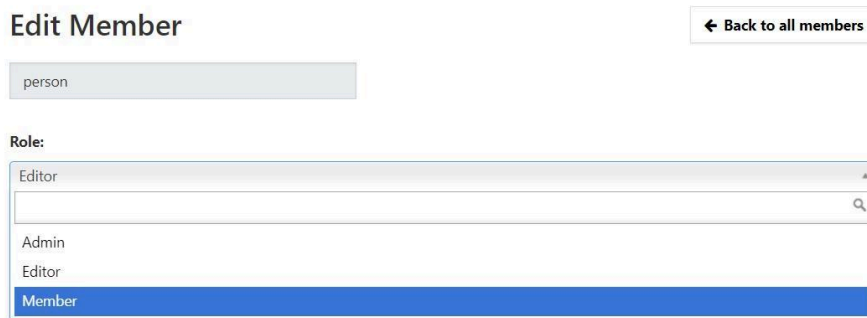 Edit Member
← Back to all members
person
Role:
Editor
Admin
Editor
Member